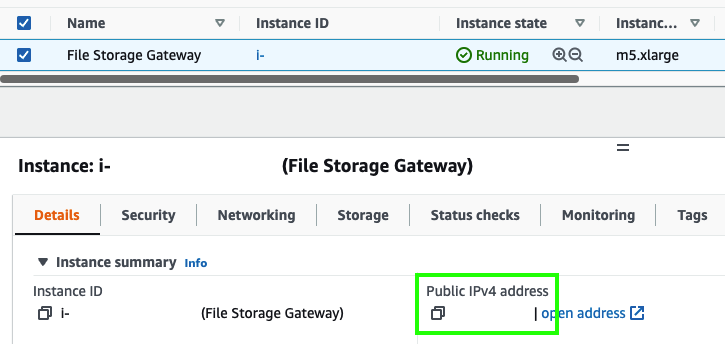 Name Instance ID Instance state Instanc...
File Storage Gateway i- Running m5.xlarge
Instance: i- (File Storage Gateway)
Details Security Networking Storage Status checks Monitoring Tags
Instance summary Info
Instance ID Public IPv4 address
i- (File Storage Gateway) | open address